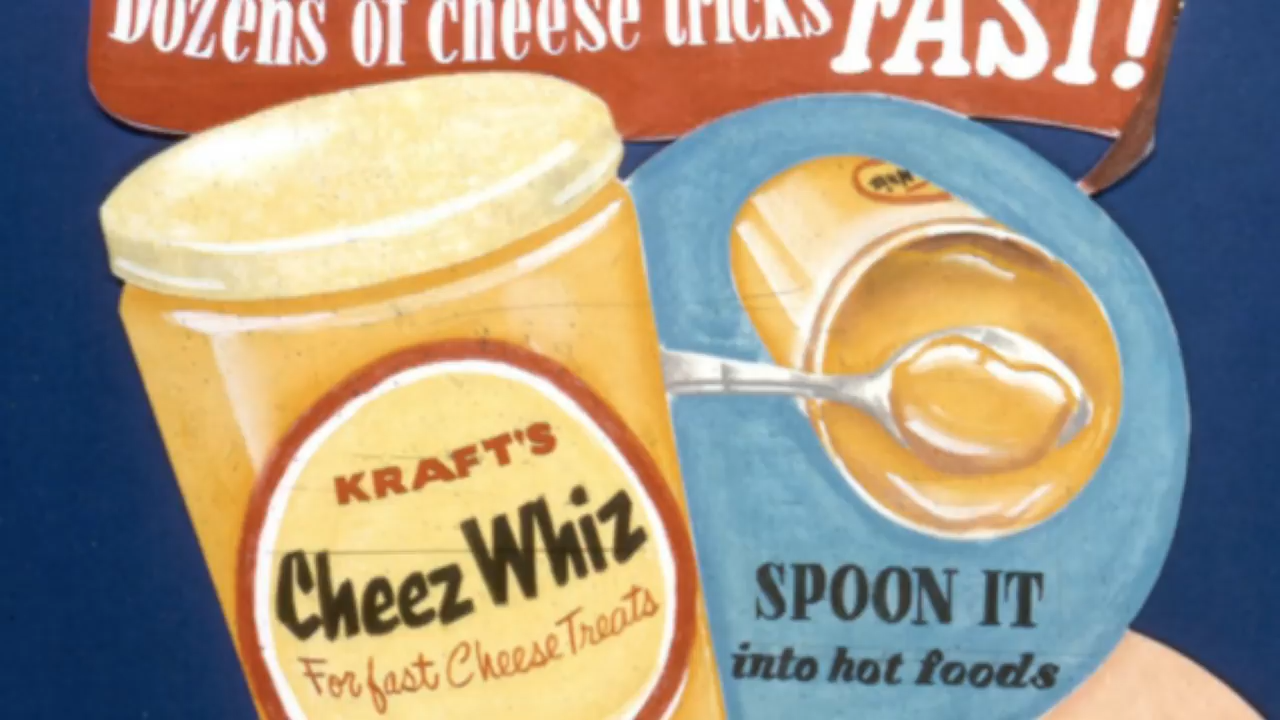 Dozens of cheese tricks FAST!
KRAFT'S
Cheez Whiz
For fast Cheese Treats
SPOON IT
into hot foods